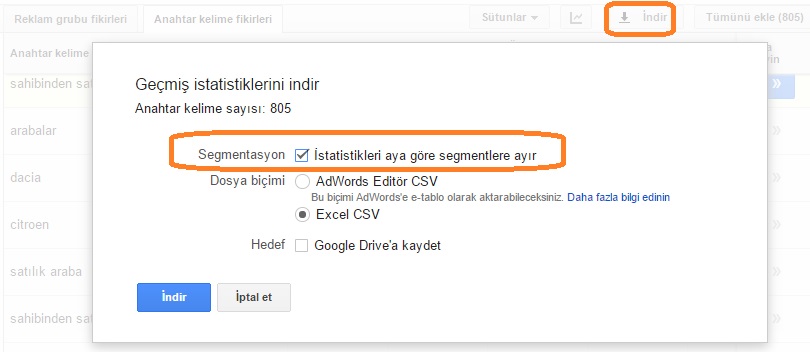 Reklam grubu fikirleri
Anahtar kelime fikirleri
Sütunlar
İndir
Tümünü ekle (805)
Anahtar kelime
sahibinden sat
arabalar
dacia
citroen
satılık araba
sahibinden sat
Geçmiş istatistiklerini indir
Anahtar kelime sayısı: 805
Segmentasyon İstatistikleri aya göre segmentlere ayır
Dosya biçimi AdWords Editör CSV
Bu biçimi AdWords'e e-tablo olarak aktarabileceksiniz. Daha fazla bilgi edinin
Excel CSV
Hedef Google Drive'a kaydet
İndir İptal et